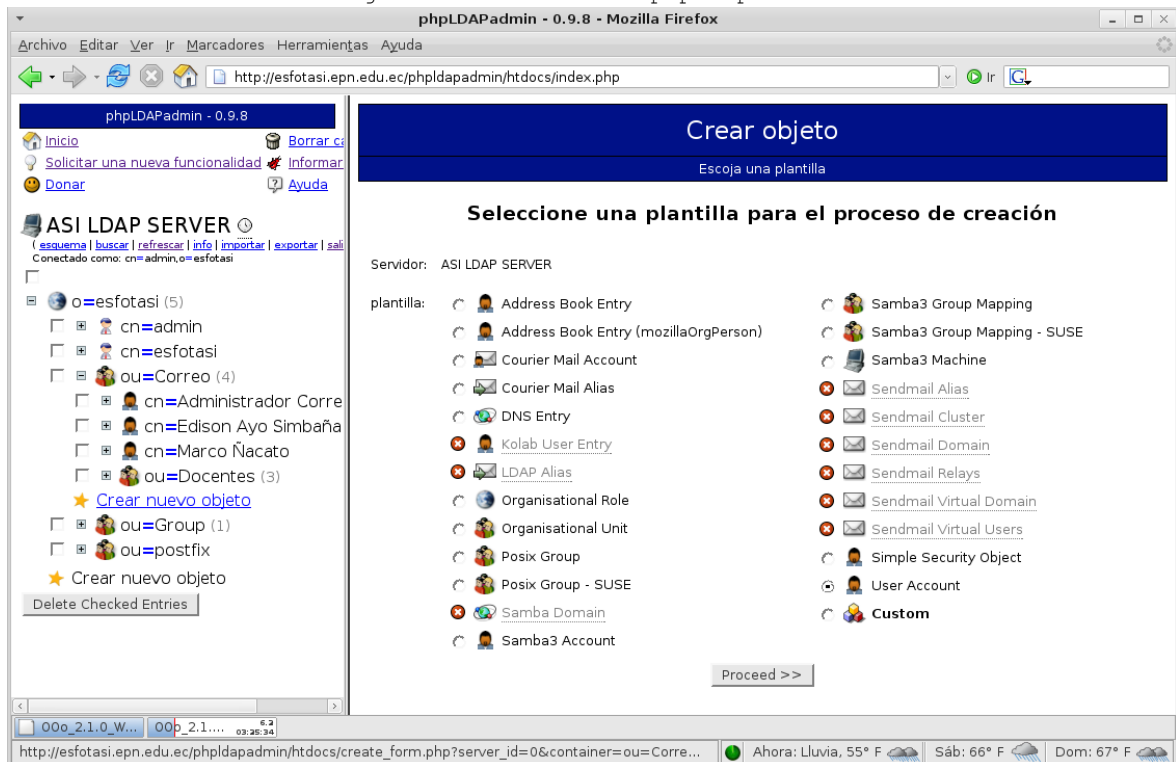 phpLDAPadmin - 0.9.8 - Mozilla Firefox
Archivo Editar Ver Ir Marcadores Herramientas Ayuda
http://esfotasi.epn.edu.ec/phpldapadmin/htdocs/index.php
Ir
phpLDAPadmin - 0.9.8
Inicio
Borrar ca
Solicitar una nueva funcionalidad
Informar
Donar
Ayuda
ASI LDAP SERVER
( esquema | buscar | refrescar | info | importar | exportar | sali
Conectado como: cn=admin,o=esfotasi
o=esfotasi (5)
cn=admin
cn=esfotasi
ou=Correo (4)
cn=Administrador Corre
cn=Edison Ayo Simbaña
cn=Marco Ñacato
ou=Docentes (3)
Crear nuevo objeto
ou=Group (1)
ou=postfix
Crear nuevo objeto
Delete Checked Entries
Crear objeto
Escoja una plantilla
Seleccione una plantilla para el proceso de creación
Servidor: ASI LDAP SERVER
plantilla:
Address Book Entry
Address Book Entry (mozillaOrgPerson)
Courier Mail Account
Courier Mail Alias
DNS Entry
Kolab User Entry
LDAP Alias
Organisational Role
Organisational Unit
Posix Group
Posix Group - SUSE
Samba Domain
Samba3 Account
Samba3 Group Mapping
Samba3 Group Mapping - SUSE
Samba3 Machine
Sendmail Alias
Sendmail Cluster
Sendmail Domain
Sendmail Relays
Sendmail Virtual Domain
Sendmail Virtual Users
Simple Security Object
User Account
Custom
Proceed >>
OOo_2.1.0_W... OOo_2.1....
03:25:34
http://esfotasi.epn.edu.ec/phpldapadmin/htdocs/create_form.php?server_id=0&container=ou=Corre...
Ahora: Lluvia, 55° F
Sáb: 66° F
Dom: 67° F